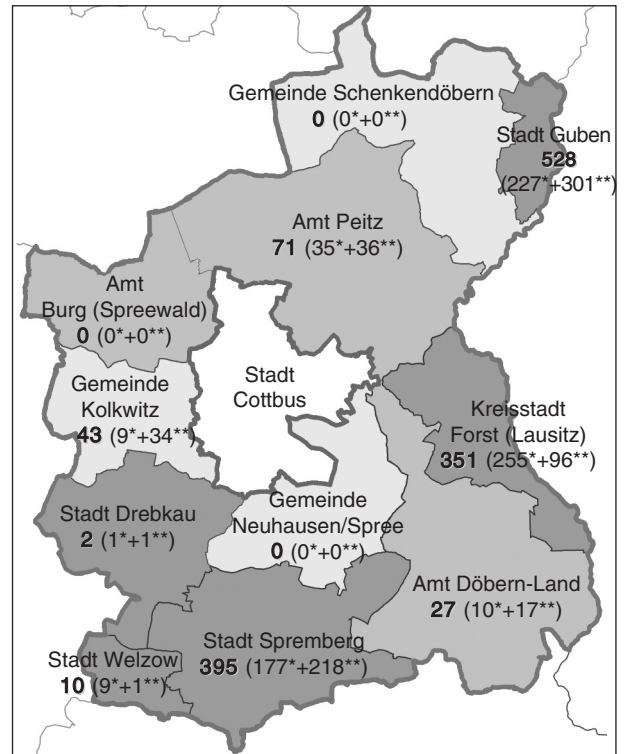 Gemeinde Schenkendöbern
0 (0*+0**)
Stadt Guben
528
(227*+301**)
Amt Peitz
71 (35*+36**)
Amt
Burg (Spreewald)
0 (0*+0**)
Gemeinde
Kolkwitz
43 (9*+34**)
Stadt
Cottbus
Kreisstadt
Forst (Lausitz)
351 (255*+96**)
Stadt Drebkau
2 (1*+1**)
Gemeinde
Neuhausen/Spree
0 (0*+0**)
Amt Döbern-Land
27 (10*+17**)
Stadt Spremberg
395 (177*+218**)
Stadt Welzow
10 (9*+1**)